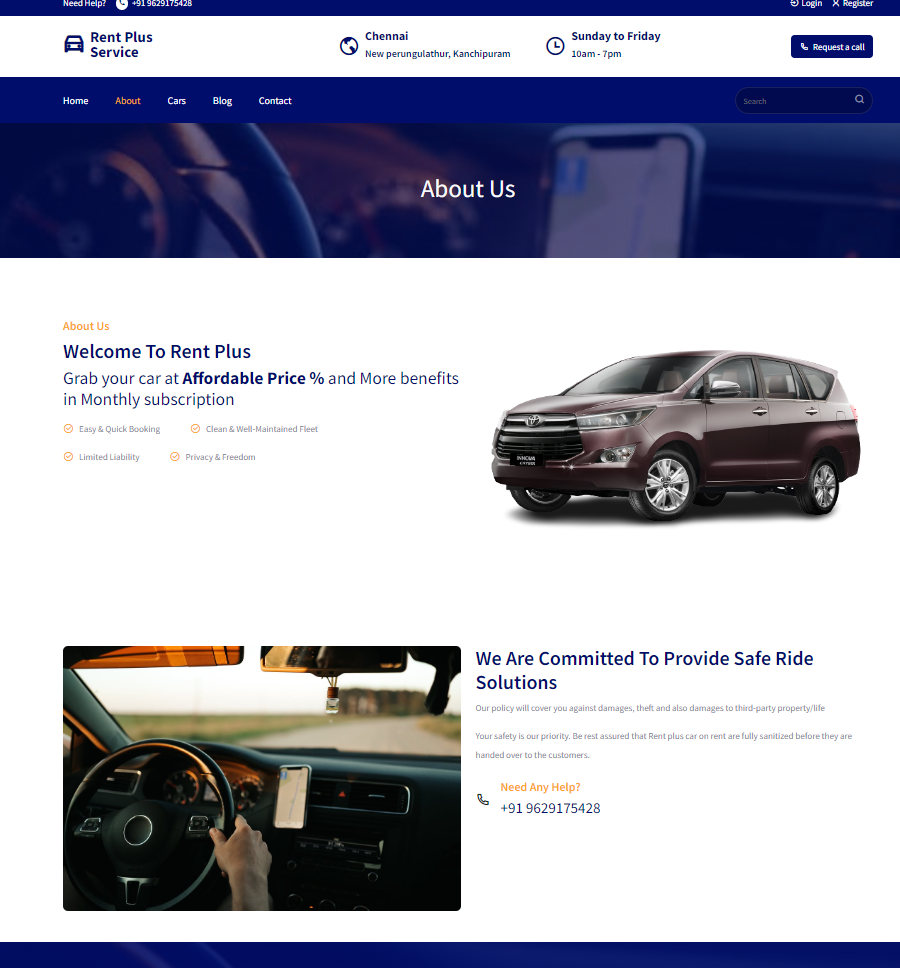 Need Help? +91 9629175428
Login Register
Rent Plus
Service
Chennai
New perungulathur, Kanchipuram
Sunday to Friday
10am - 7pm
Request a call
Home About Cars Blog Contact
Search
About Us
About Us
Welcome To Rent Plus
Grab your car at Affordable Price % and More benefits
in Monthly subscription
Easy & Quick Booking
Clean & Well-Maintained Fleet
Limited Liability
Privacy & Freedom
INNOVA
We Are Committed To Provide Safe Ride
Solutions
Our policy will cover you against damages, theft and also damages to third-party property/life
Your safety is our priority. Be rest assured that Rent plus car on rent are fully sanitized before they are
handed over to the customers.
Need Any Help?
+91 9629175428